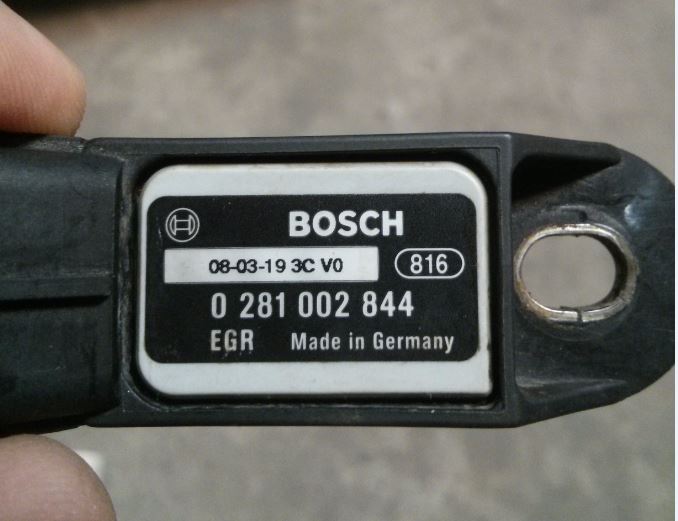 BOSCH
08-03-19 3C V0 816
0 281 002 844
EGR Made in Germany